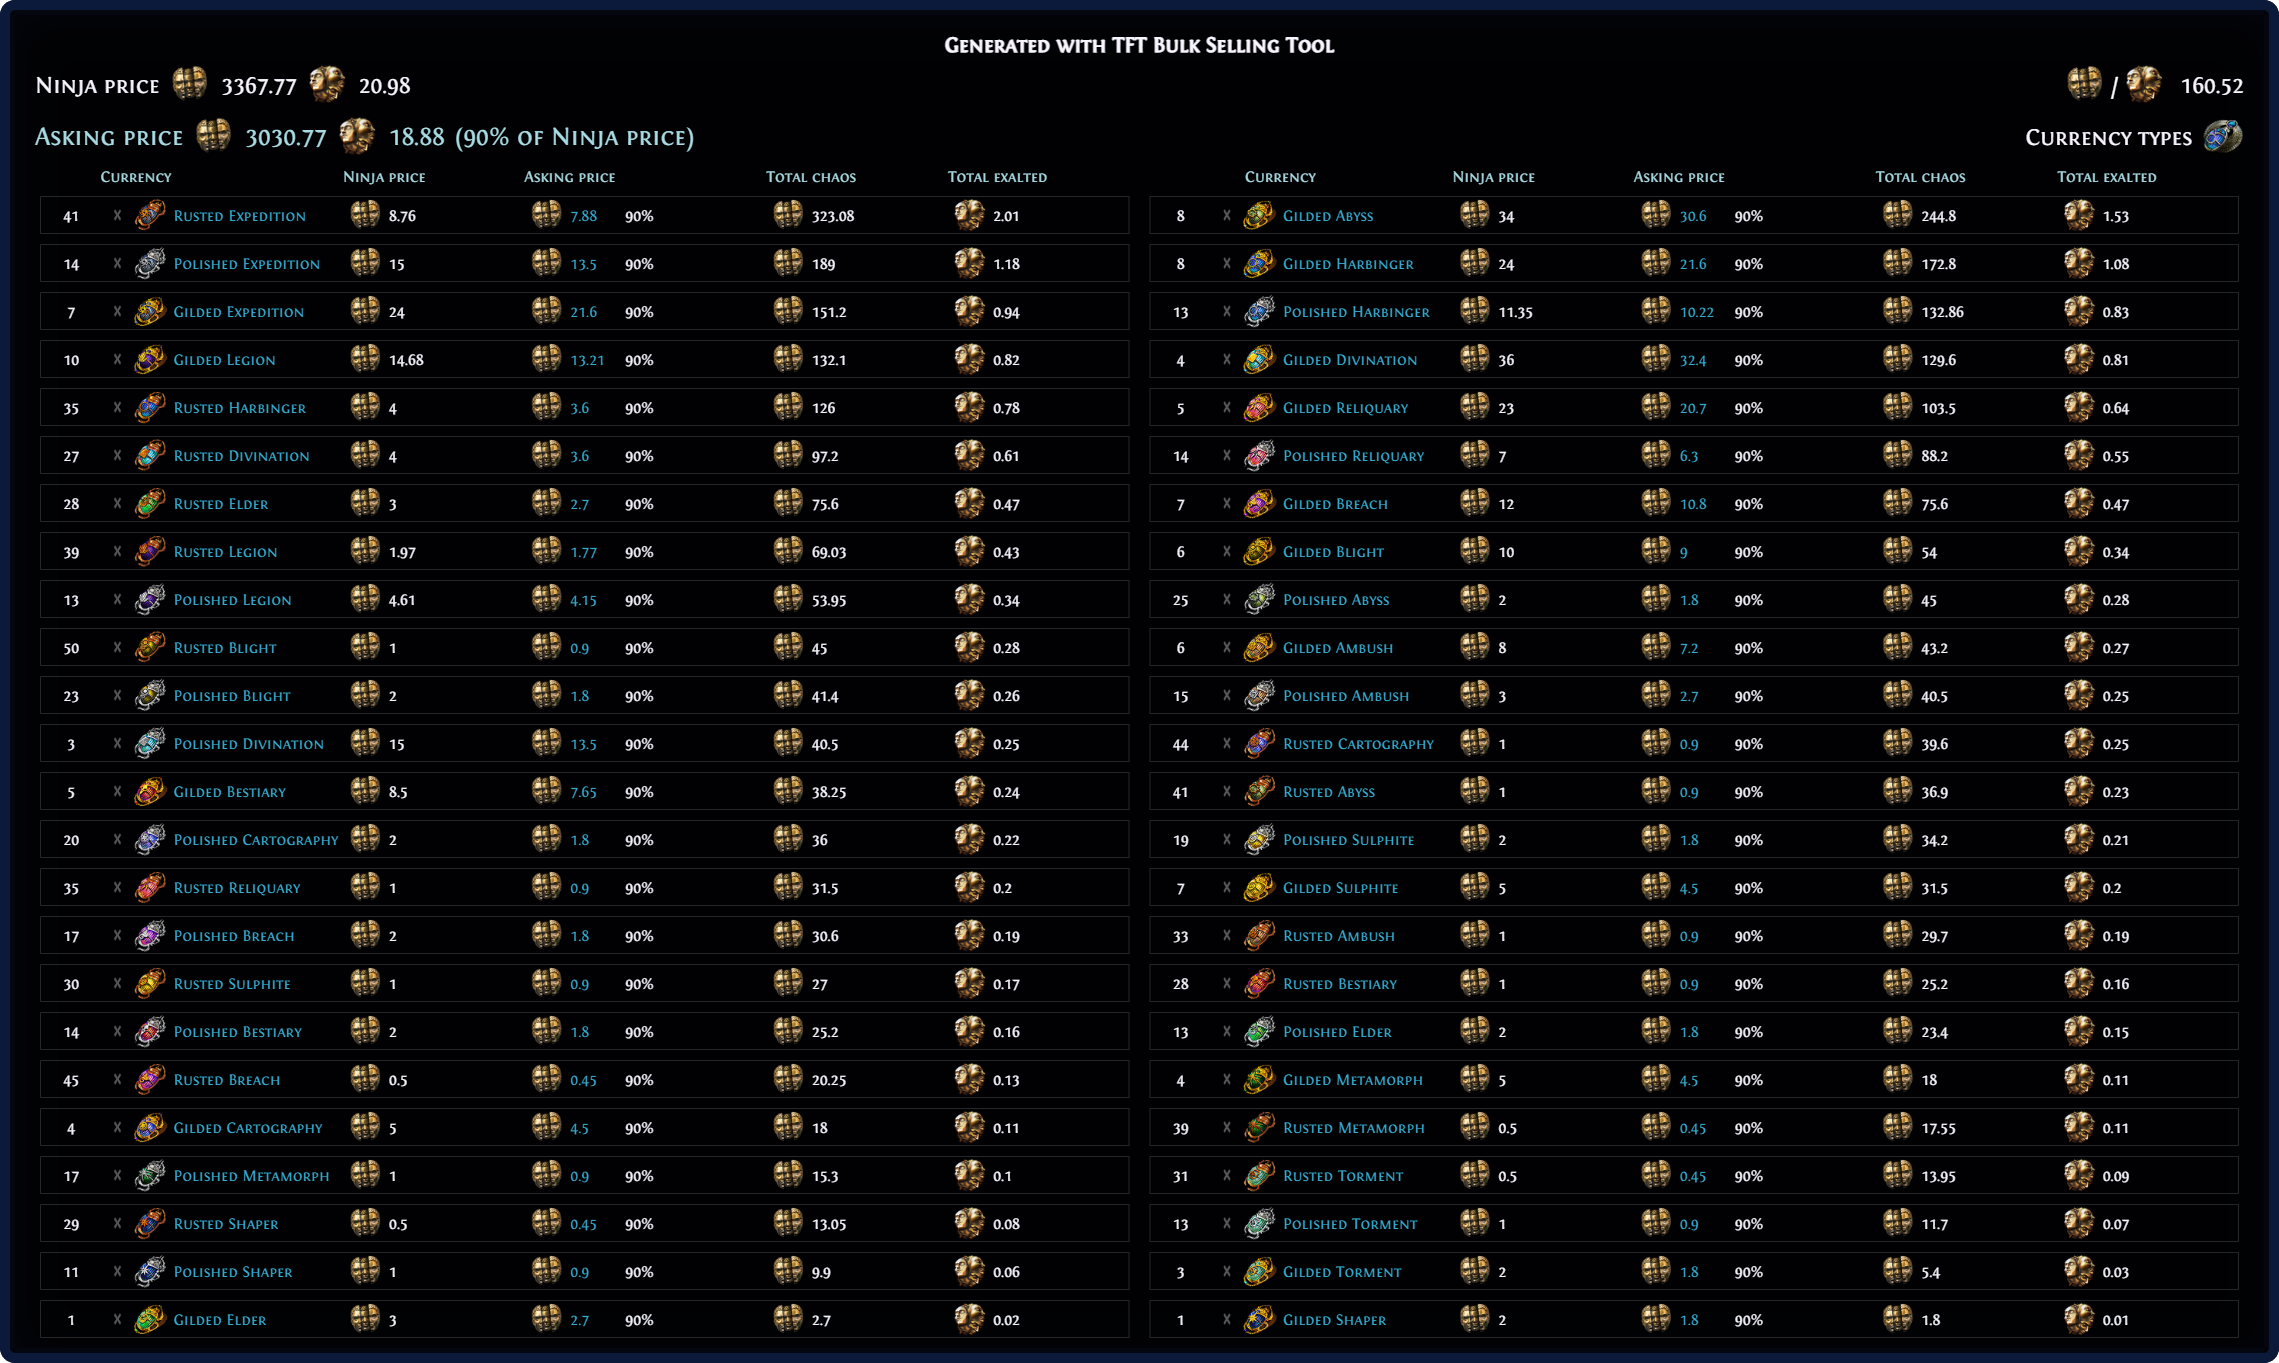 Generated with TFT Bulk Selling Tool
Ninja price 3367.77 20.98
/ 160.52
Asking price 3030.77 18.88 (90% of Ninja price)
Currency types
Currency Ninja price Asking price Total chaos Total exalted Currency Ninja price Asking price Total chaos Total exalted
41 x Rusted Expedition 8.76 7.88 90% 323.08 2.01 8 x Gilded Abyss 34 30.6 90% 244.8 1.53
14 x Polished Expedition 15 13.5 90% 189 1.18 8 x Gilded Harbinger 24 21.6 90% 172.8 1.08
7 x Gilded Expedition 24 21.6 90% 151.2 0.94 13 x Polished Harbinger 11.35 10.22 90% 132.86 0.83
10 x Gilded Legion 14.68 13.21 90% 132.1 0.82 4 x Gilded Divination 36 32.4 90% 129.6 0.81
35 x Rusted Harbinger 4 3.6 90% 126 0.78 5 x Gilded Reliquary 23 20.7 90% 103.5 0.64
27 x Rusted Divination 4 3.6 90% 97.2 0.61 14 x Polished Reliquary 7 6.3 90% 88.2 0.55
28 x Rusted Elder 3 2.7 90% 75.6 0.47 7 x Gilded Breach 12 10.8 90% 75.6 0.47
39 x Rusted Legion 1.97 1.77 90% 69.03 0.43 6 x Gilded Blight 10 9 90% 54 0.34
13 x Polished Legion 4.61 4.15 90% 53.95 0.34 25 x Polished Abyss 2 1.8 90% 45 0.28
50 x Rusted Blight 1 0.9 90% 45 0.28 6 x Gilded Ambush 8 7.2 90% 43.2 0.27
23 x Polished Blight 2 1.8 90% 41.4 0.26 15 x Polished Ambush 3 2.7 90% 40.5 0.25
3 x Polished Divination 15 13.5 90% 40.5 0.25 44 x Rusted Cartography 1 0.9 90% 39.6 0.25
5 x Gilded Bestiary 8.5 7.65 90% 38.25 0.24 41 x Rusted Abyss 1 0.9 90% 36.9 0.23
20 x Polished Cartography 2 1.8 90% 36 0.22 19 x Polished Sulphite 2 1.8 90% 34.2 0.21
35 x Rusted Reliquary 1 0.9 90% 31.5 0.2 7 x Gilded Sulphite 5 4.5 90% 31.5 0.2
17 x Polished Breach 2 1.8 90% 30.6 0.19 33 x Rusted Ambush 1 0.9 90% 29.7 0.19
30 x Rusted Sulphite 1 0.9 90% 27 0.17 28 x Rusted Bestiary 1 0.9 90% 25.2 0.16
14 x Polished Bestiary 2 1.8 90% 25.2 0.16 13 x Polished Elder 2 1.8 90% 23.4 0.15
45 x Rusted Breach 0.5 0.45 90% 20.25 0.13 4 x Gilded Metamorph 5 4.5 90% 18 0.11
4 x Gilded Cartography 5 4.5 90% 18 0.11 39 x Rusted Metamorph 0.5 0.45 90% 17.55 0.11
17 x Polished Metamorph 1 0.9 90% 15.3 0.1 31 x Rusted Torment 0.5 0.45 90% 13.95 0.09
29 x Rusted Shaper 0.5 0.45 90% 13.05 0.08 13 x Polished Torment 1 0.9 90% 11.7 0.07
11 x Polished Shaper 1 0.9 90% 9.9 0.06 3 x Gilded Torment 2 1.8 90% 5.4 0.03
1 x Gilded Elder 3 2.7 90% 2.7 0.02 1 x Gilded Shaper 2 1.8 90% 1.8 0.01